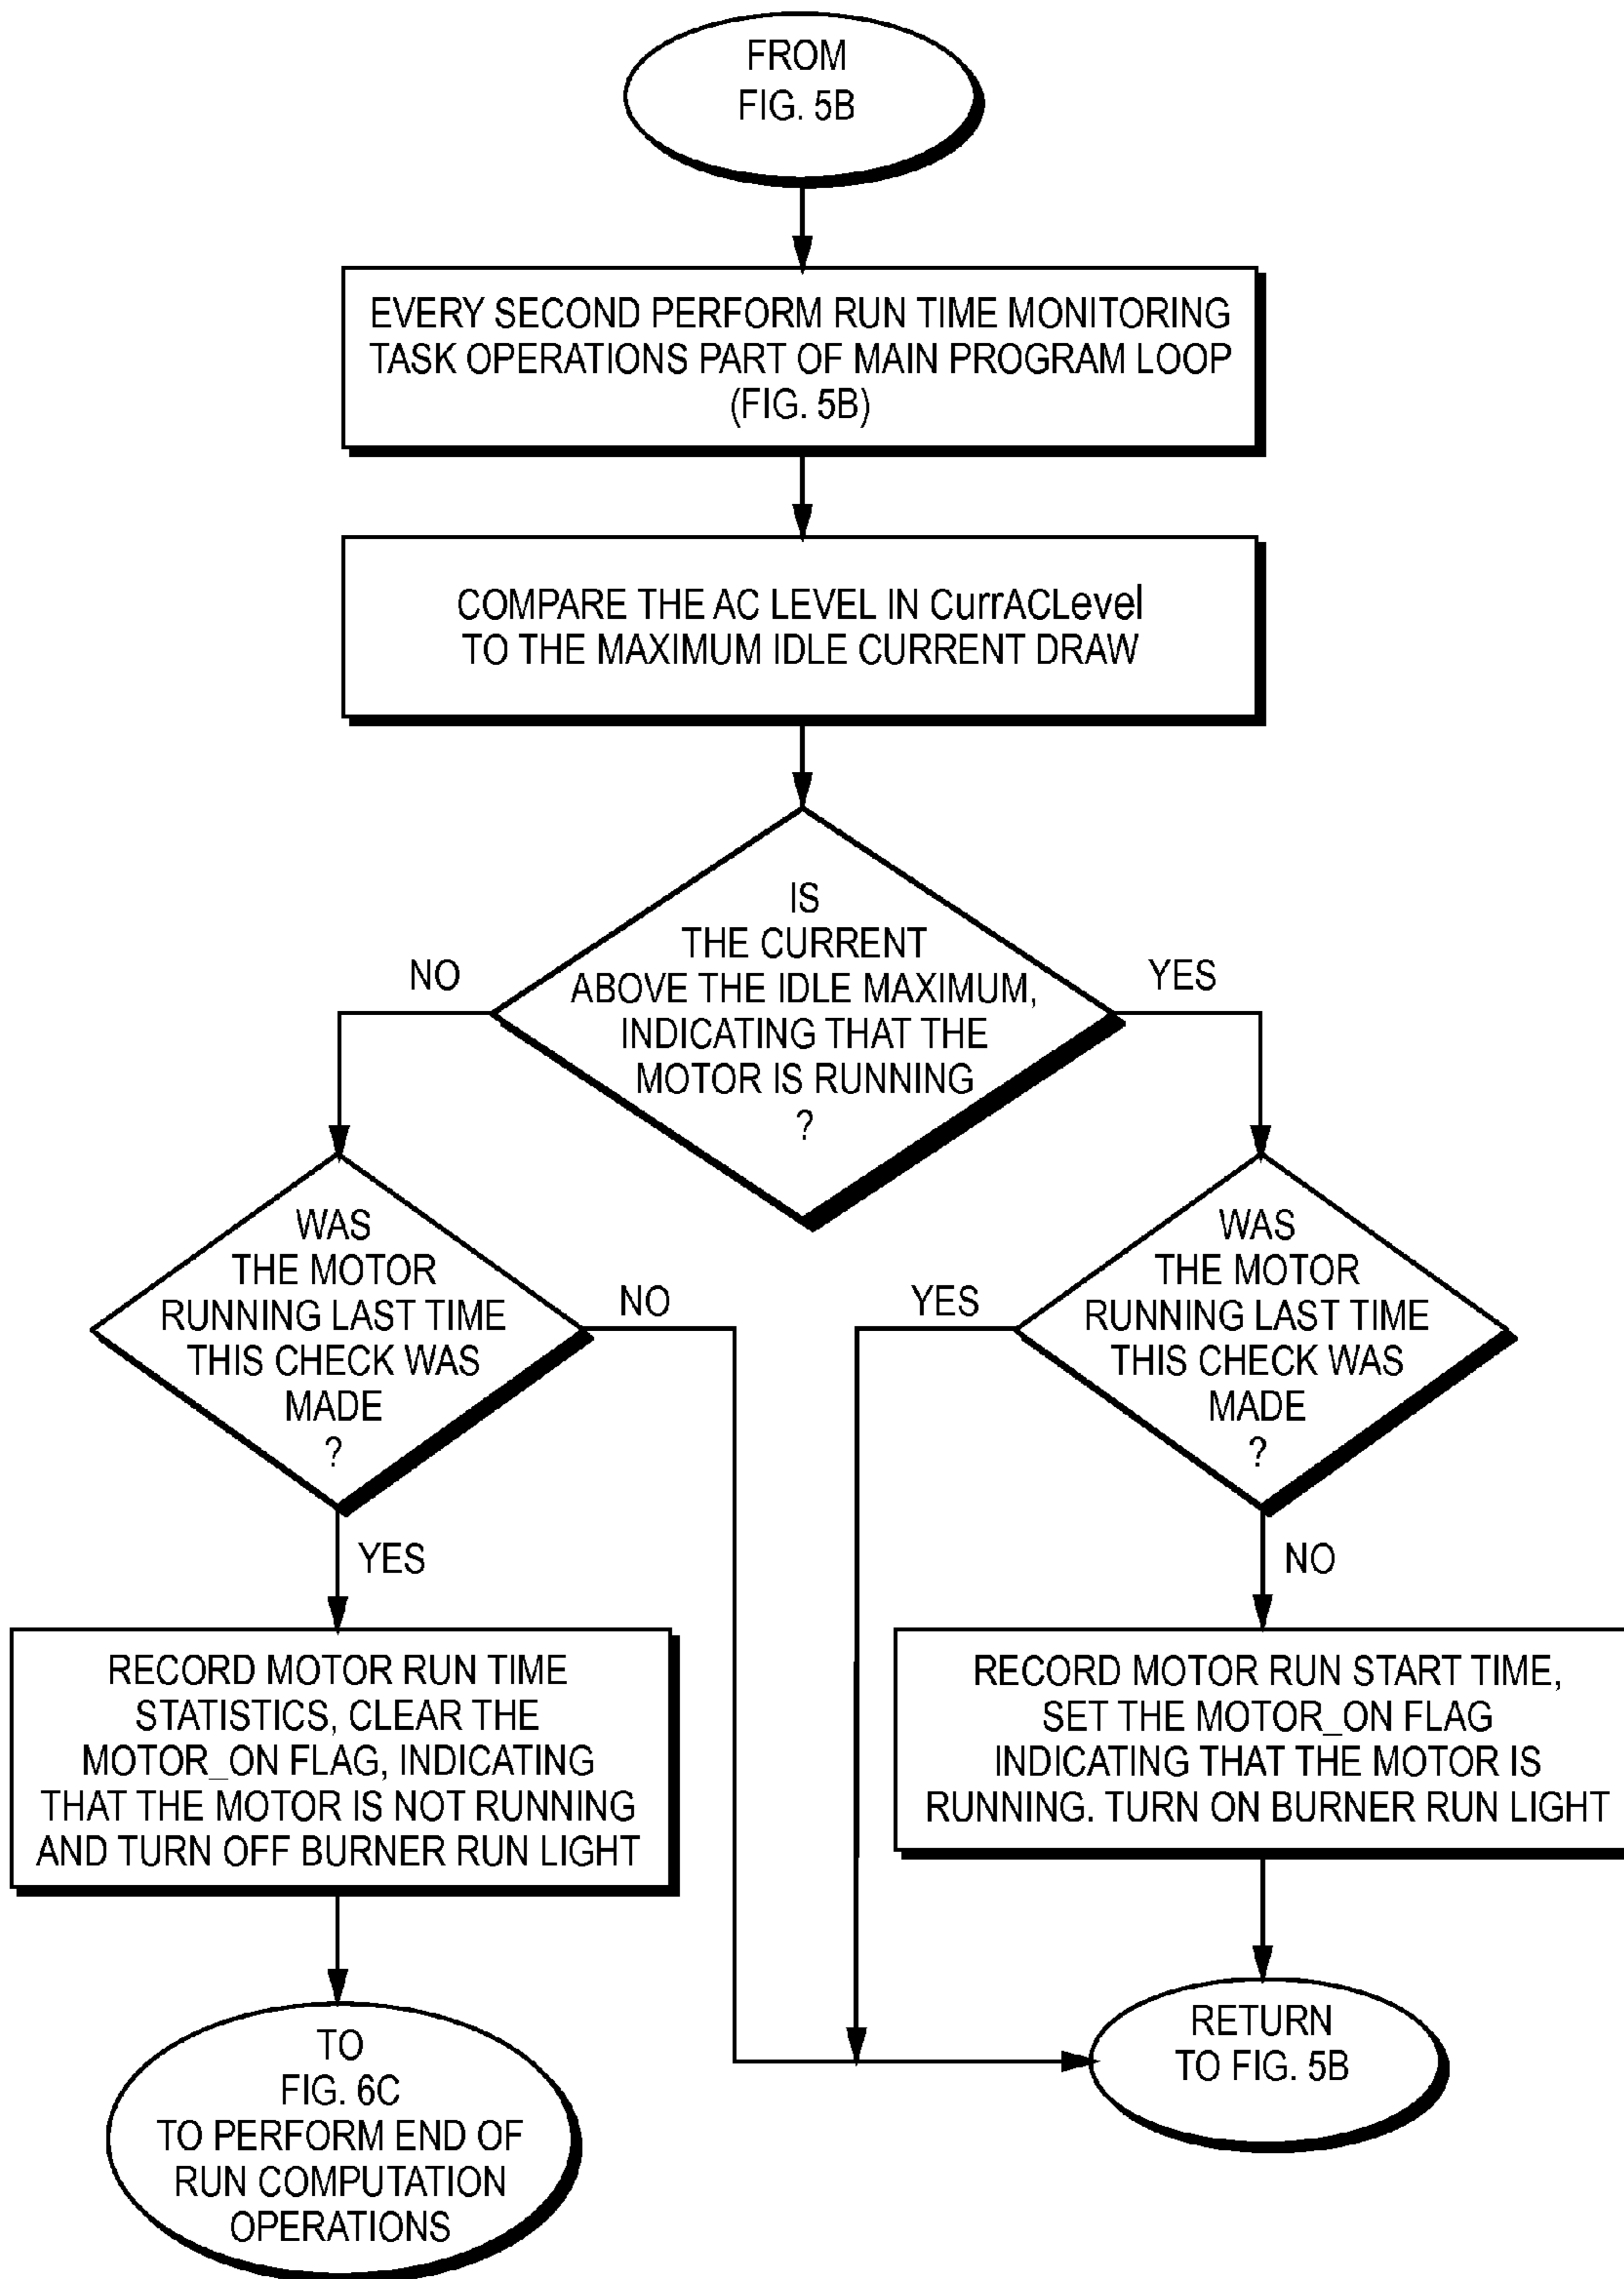 FROM
FIG. 5B
EVERY SECOND PERFORM RUN TIME MONITORING
TASK OPERATIONS PART OF MAIN PROGRAM LOOP
(FIG. 5B)
COMPARE THE AC LEVEL IN CurrACLevel
TO THE MAXIMUM IDLE CURRENT DRAW
IS
THE CURRENT
ABOVE THE IDLE MAXIMUM,
INDICATING THAT THE
MOTOR IS RUNNING
?
NO
YES
WAS
THE MOTOR
RUNNING LAST TIME
THIS CHECK WAS
MADE
?
NO
YES
WAS
THE MOTOR
RUNNING LAST TIME
THIS CHECK WAS
MADE
?
YES
NO
RECORD MOTOR RUN TIME
STATISTICS, CLEAR THE
MOTOR_ON FLAG, INDICATING
THAT THE MOTOR IS NOT RUNNING
AND TURN OFF BURNER RUN LIGHT
RECORD MOTOR RUN START TIME,
SET THE MOTOR_ON FLAG
INDICATING THAT THE MOTOR IS
RUNNING. TURN ON BURNER RUN LIGHT
TO
FIG. 6C
TO PERFORM END OF
RUN COMPUTATION
OPERATIONS
RETURN
TO FIG. 5B